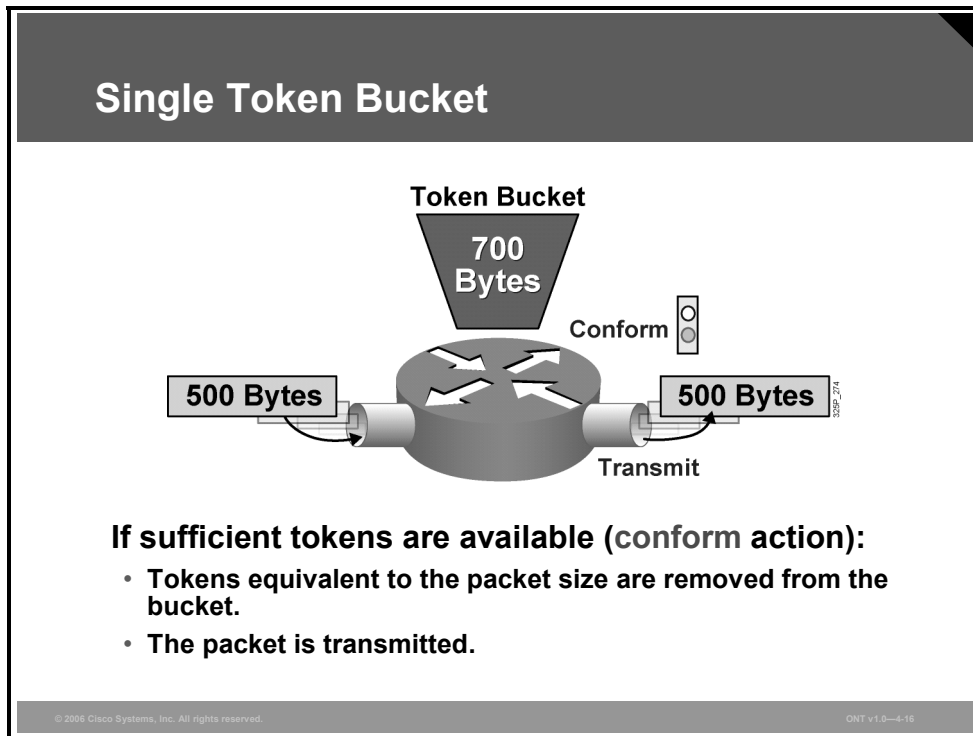 Single Token Bucket
Token Bucket
700
Bytes
Conform
500 Bytes
500 Bytes
325P_274
Transmit
If sufficient tokens are available (conform action):
• Tokens equivalent to the packet size are removed from the
bucket.
• The packet is transmitted.
© 2006 Cisco Systems, Inc. All rights reserved.
ONT v1.0—4-16